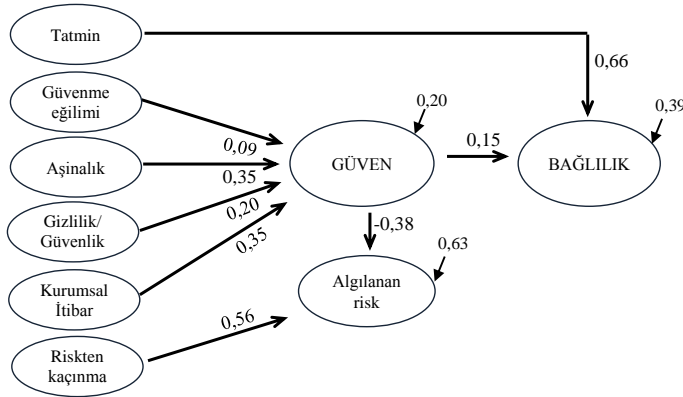 Tatmin
0,66
Güvenme
eğilimi
0,20
0,39
0,09
0,15
Aşinalık
GÜVEN
BAĞLILIK
0,35
Gizlilik/
Güvenlik
0,20
-0,38
0,35
0,63
Kurumsal
İtibar
Algılanan
risk
0,56
Riskten
kaçınma